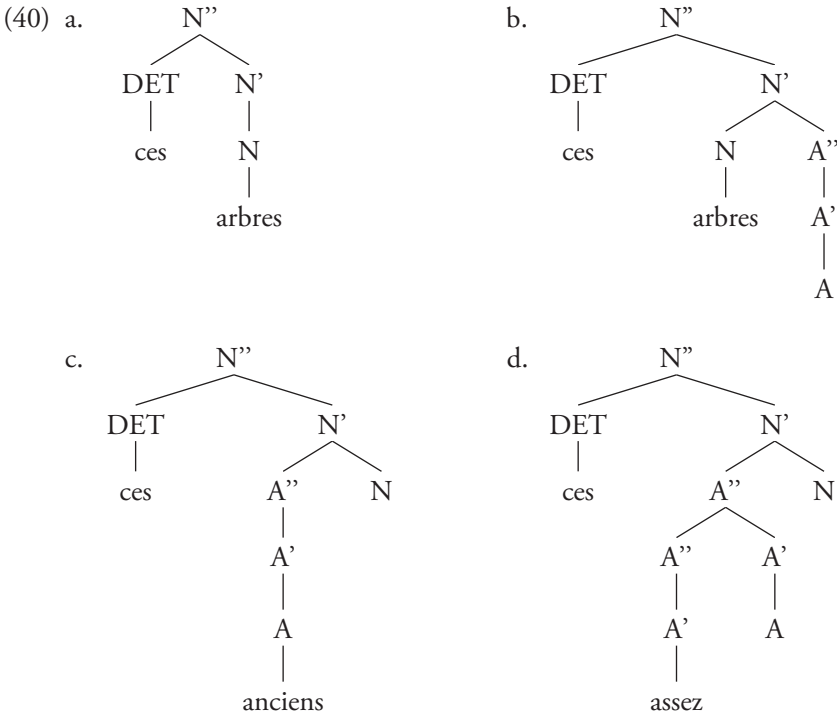 (40) a. N’’ b. N”
DET N’ DET N’
ces N ces N A”
arbres arbres A’
A
c. N’’ d. N”
DET N’ DET N’
ces A’’ N ces A” N
A’ A” A’
A A’ A
anciens assez